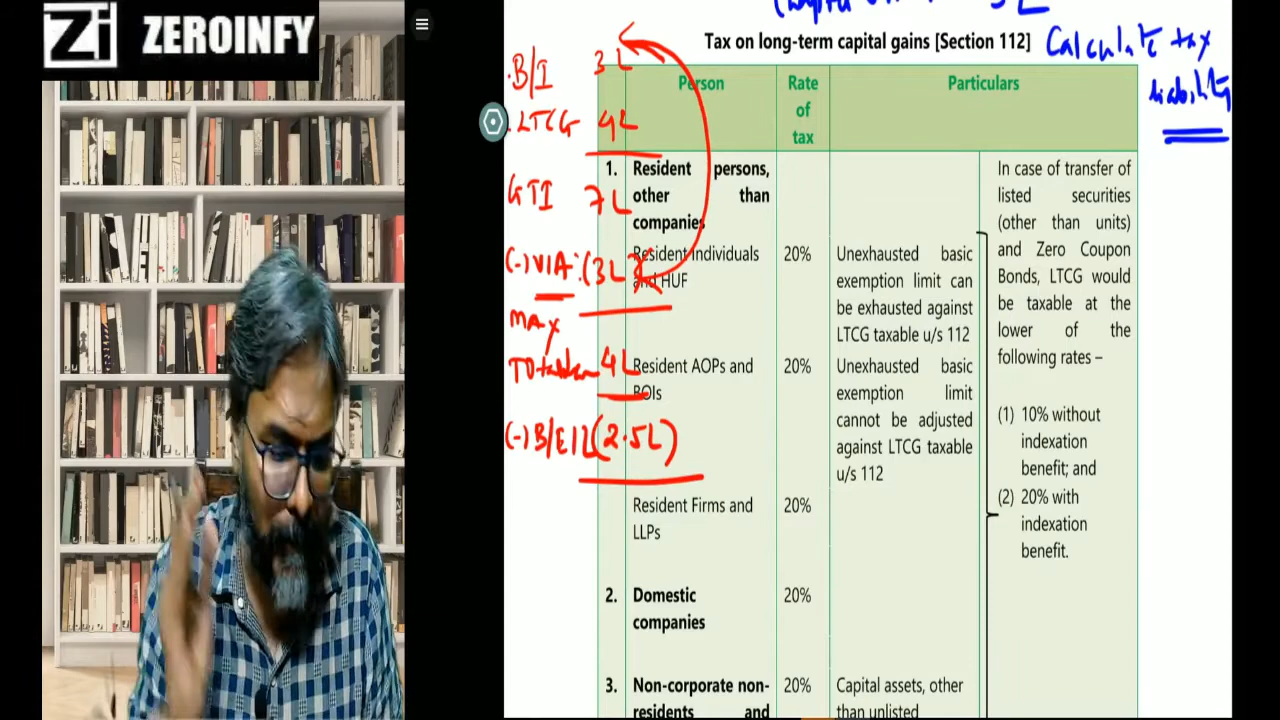 Zi ZEROINFY
Tax on long-term capital gains [Section 112]
Calculate tax
liability
.B/I 3L
.LTCG 4L
GTI 7L
(-) VIA: (3L)
MAX
4L
(-) B/E/L (2.5L)
Person
Rate
of
tax
Particulars
1. Resident persons,
other than
companies
Resident Individuals
and HUF
20%
Unexhausted basic
exemption limit can
be exhausted against
LTCG taxable u/s 112
Resident AOPs and
BOIs
20%
Unexhausted basic
exemption limit
cannot be adjusted
against LTCG taxable
u/s 112
Resident Firms and
LLPs
20%
In case of transfer of
listed securities
(other than units)
and Zero Coupon
Bonds, LTCG would
be taxable at the
lower of the
following rates –
(1) 10% without
indexation
benefit; and
(2) 20% with
indexation
benefit.
2. Domestic
companies
20%
3. Non-corporate non-
residents and
20%
Capital assets, other
than unlisted